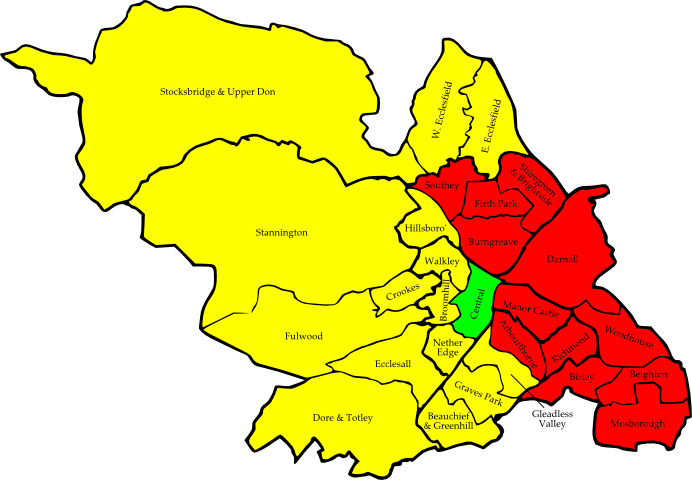 Stocksbridge & Upper Don
W. Ecclesfield
E. Ecclesfield
Shiregreen
& Brightside
Southey
Firth Park
Hillsboro'
Stannington
Burngreave
Darnall
Walkley
Crookes
Broomhill
Central
Manor Castle
Fulwood
Nether
Edge
Arbourthorne
Richmond
Woodhouse
Ecclesall
Birley
Beighton
Graves Park
Dore & Totley
Beauchief
& Greenhill
Gleadless
Valley
Mosborough